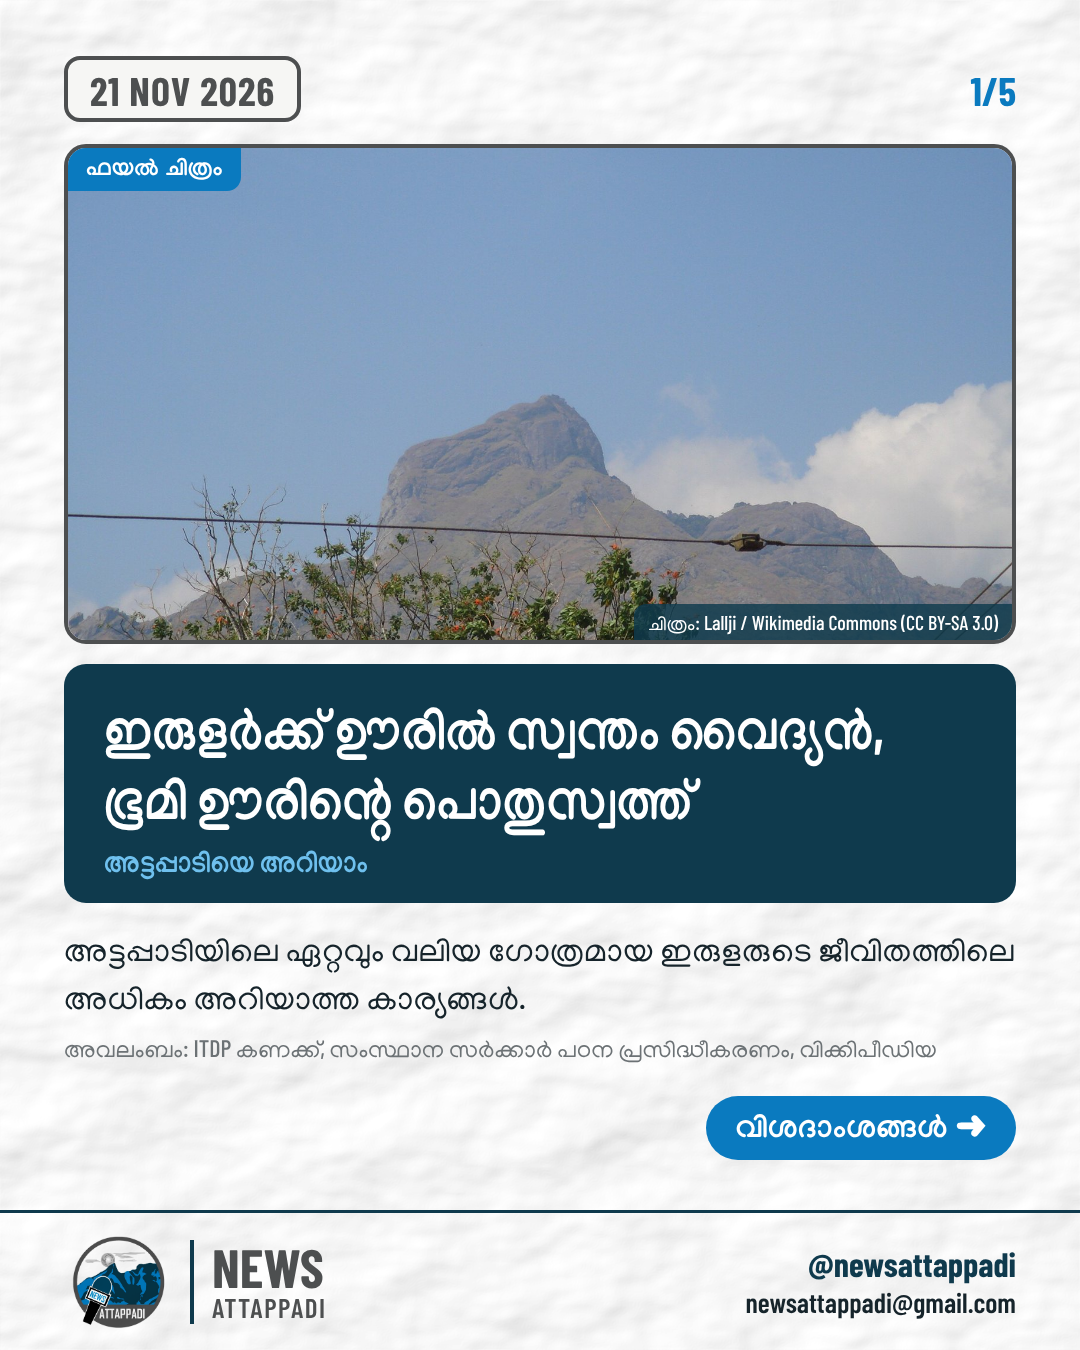 21 NOV 2026
1/5
ഫയൽ ചിത്രം
ചിത്രം: Lallji / Wikimedia Commons (CC BY-SA 3.0)
ഇരുളർക്ക് ഊരിൽ സ്വന്തം വൈദ്യൻ,
ഭൂമി ഊരിന്റെ പൊതുസ്വത്ത്
അട്ടപ്പാടിയെ അറിയാം
അട്ടപ്പാടിയിലെ ഏറ്റവും വലിയ ഗോത്രമായ ഇരുളരുടെ ജീവിതത്തിലെ
അധികം അറിയാത്ത കാര്യങ്ങൾ.
അവലംബം: ITDP കണക്ക്, സംസ്ഥാന സർക്കാർ പഠന പ്രസിദ്ധീകരണം, വിക്കിപീഡിയ
വിശദാംശങ്ങൾ ➜
NEWS
ATTAPPADI
NEWS
ATTAPPADI
@newsattappadi
newsattappadi@gmail.com